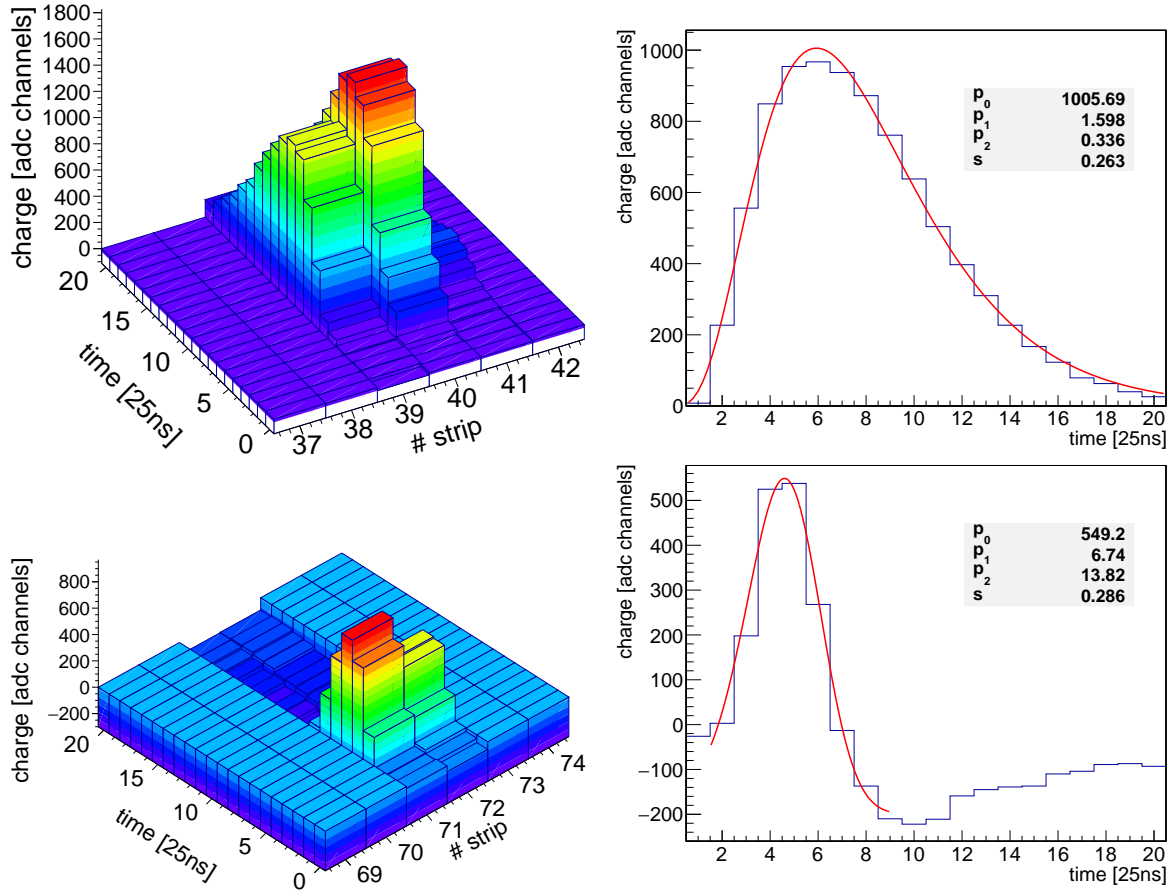 charge [adc channels]
1800
1600
1400
1200
1000
800
600
400
200
0
20
15
10
5
0
time [25ns]
37
38
39
40
41
42
# strip
charge [adc channels]
1000
800
600
400
200
0
p0 1005.69
p1 1.598
p2 0.336
s 0.263
2 4 6 8 10 12 14 16 18 20
time [25ns]
charge [adc channels]
800
600
400
200
0
−200
20
15
10
5
0
time [25ns]
69
70
71
72
73
74
# strip
charge [adc channels]
500
400
300
200
100
0
−100
−200
p0 549.2
p1 6.74
p2 13.82
s 0.286
2 4 6 8 10 12 14 16 18 20
time [25ns]